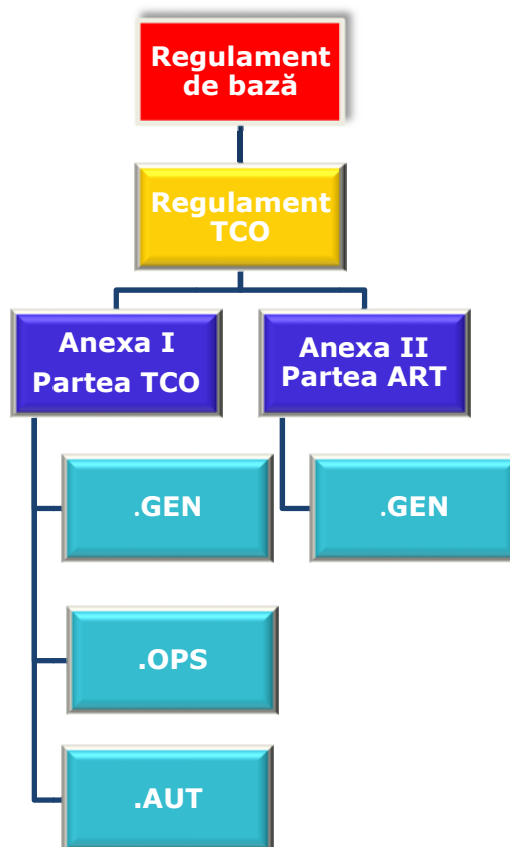 Regulament
de bază
Regulament
TCO
Anexa I
Partea TCO
Anexa II
Partea ART
.GEN
.GEN
.OPS
.AUT